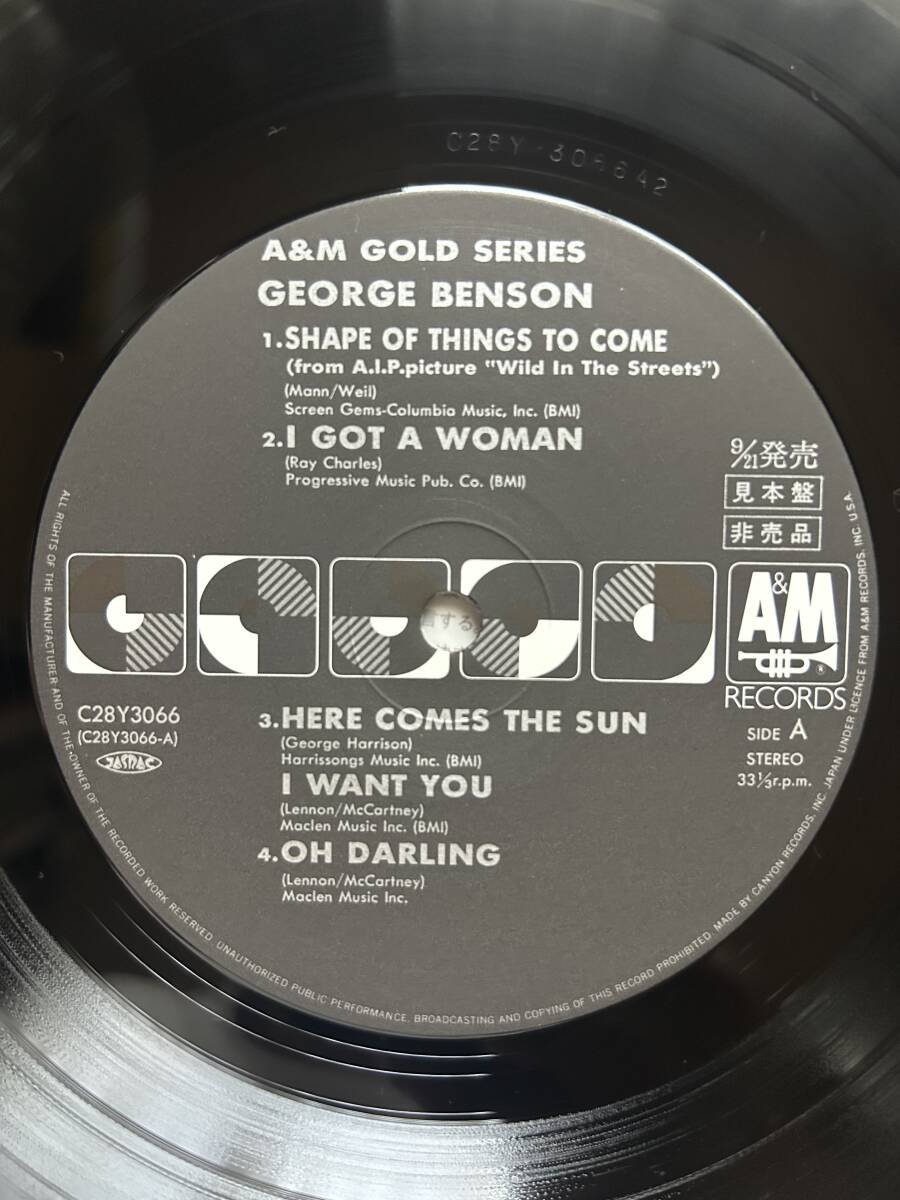 C28Y-3066 42
A&M GOLD SERIES
GEORGE BENSON
1.SHAPE OF THINGS TO COME
(from A.I.P.picture "Wild In The Streets")
(Mann/Weil)
Screen Gems-Columbia Music, Inc. (BMI)
2.I GOT A WOMAN
(Ray Charles)
Progressive Music Pub. Co. (BMI)
9/21発売
見本盤
非売品
A&M
RECORDS
する
C28Y3066
(C28Y3066-A)
JASRAC
3.HERE COMES THE SUN
(George Harrison)
Harrissongs Music Inc. (BMI)
I WANT YOU
(Lennon/McCartney)
Maclen Music Inc. (BMI)
4.OH DARLING
(Lennon/McCartney)
Maclen Music Inc.
SIDE A
STEREO
33⅓r.p.m.
ALL RIGHTS OF THE MANUFACTURER AND OF THE OWNER OF THE RECORDED WORK RESERVED. UNAUTHORIZED PUBLIC PERFORMANCE, BROADCASTING AND COPYING OF THIS RECORD PROHIBITED. MADE BY CANYON RECORDS, INC. JAPAN UNDER LICENCE FROM A&M RECORDS, INC. U.S.A.